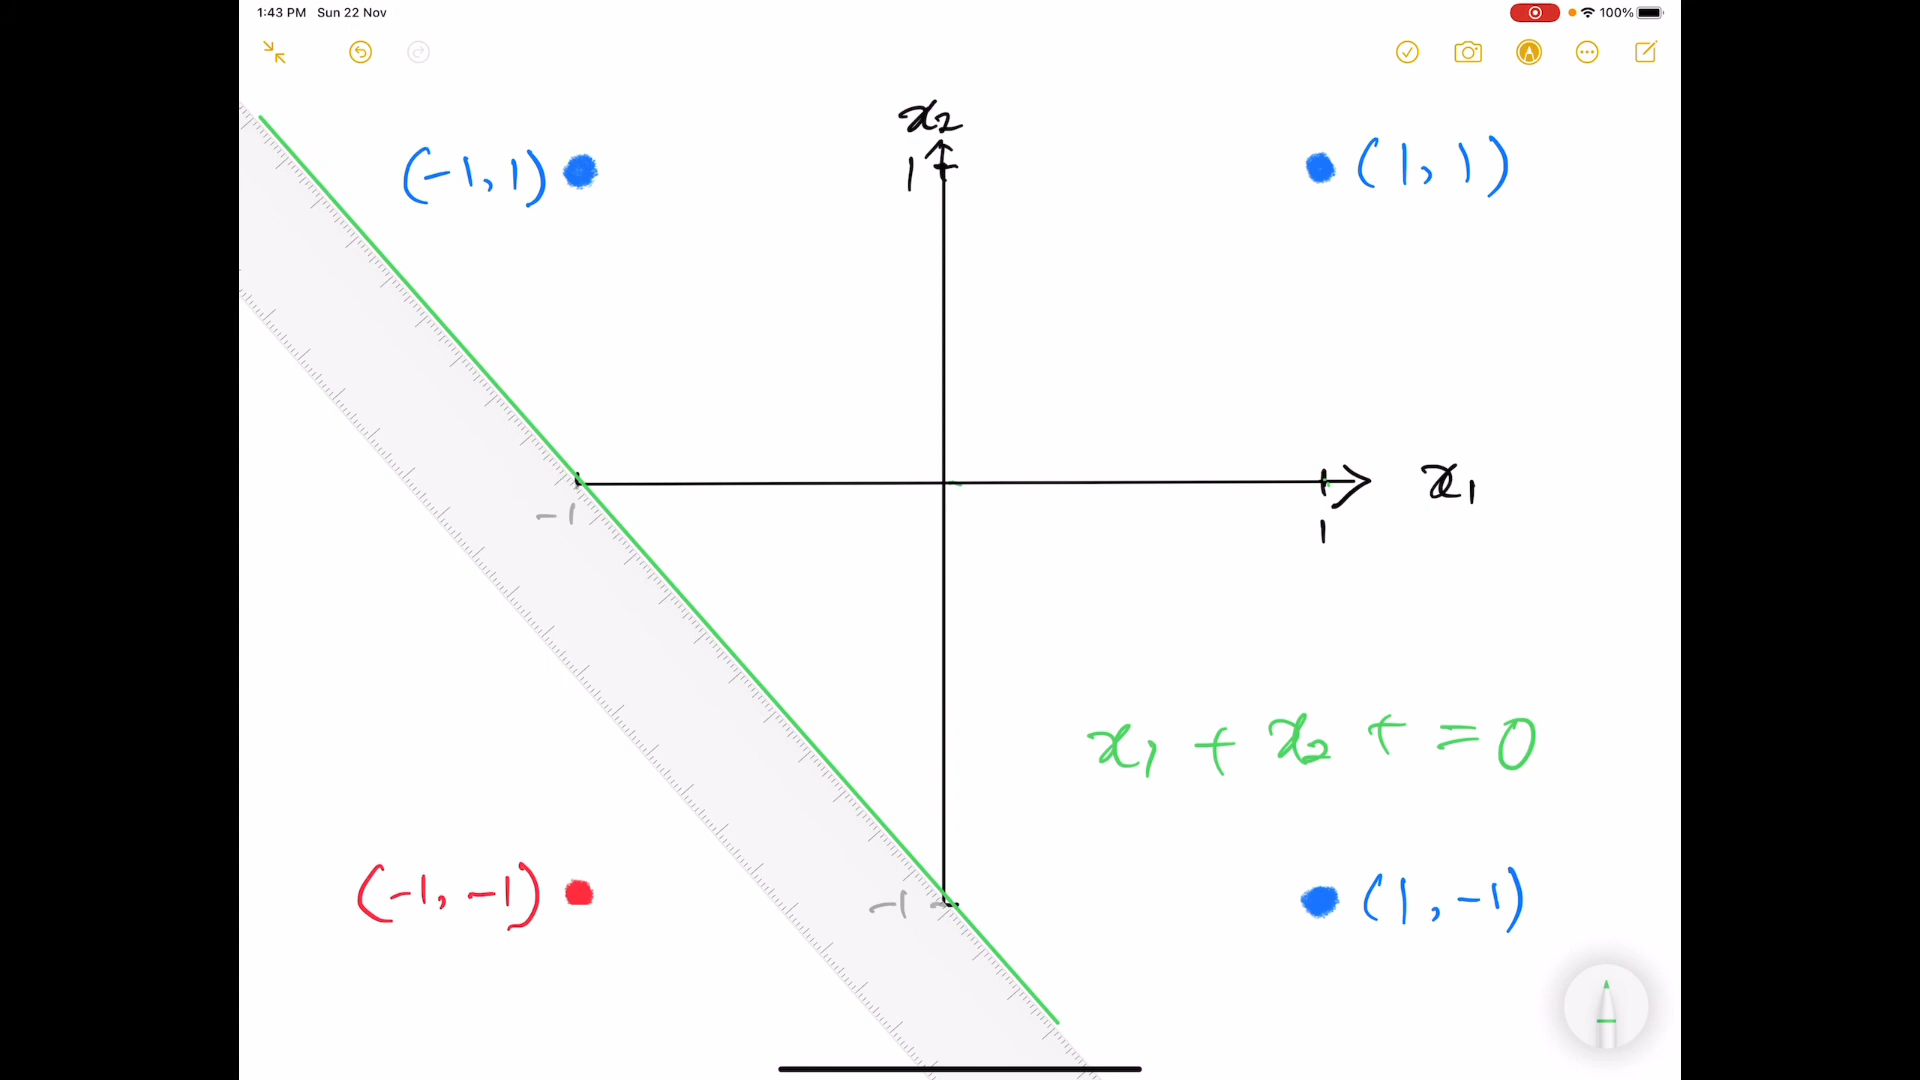 1:43 PM Sun 22 Nov
100%
x₂
1
(-1, 1)
(1, 1)
x₁
-1
1
x₁ + x₂ + = 0
(-1, -1)
-1
(1, -1)